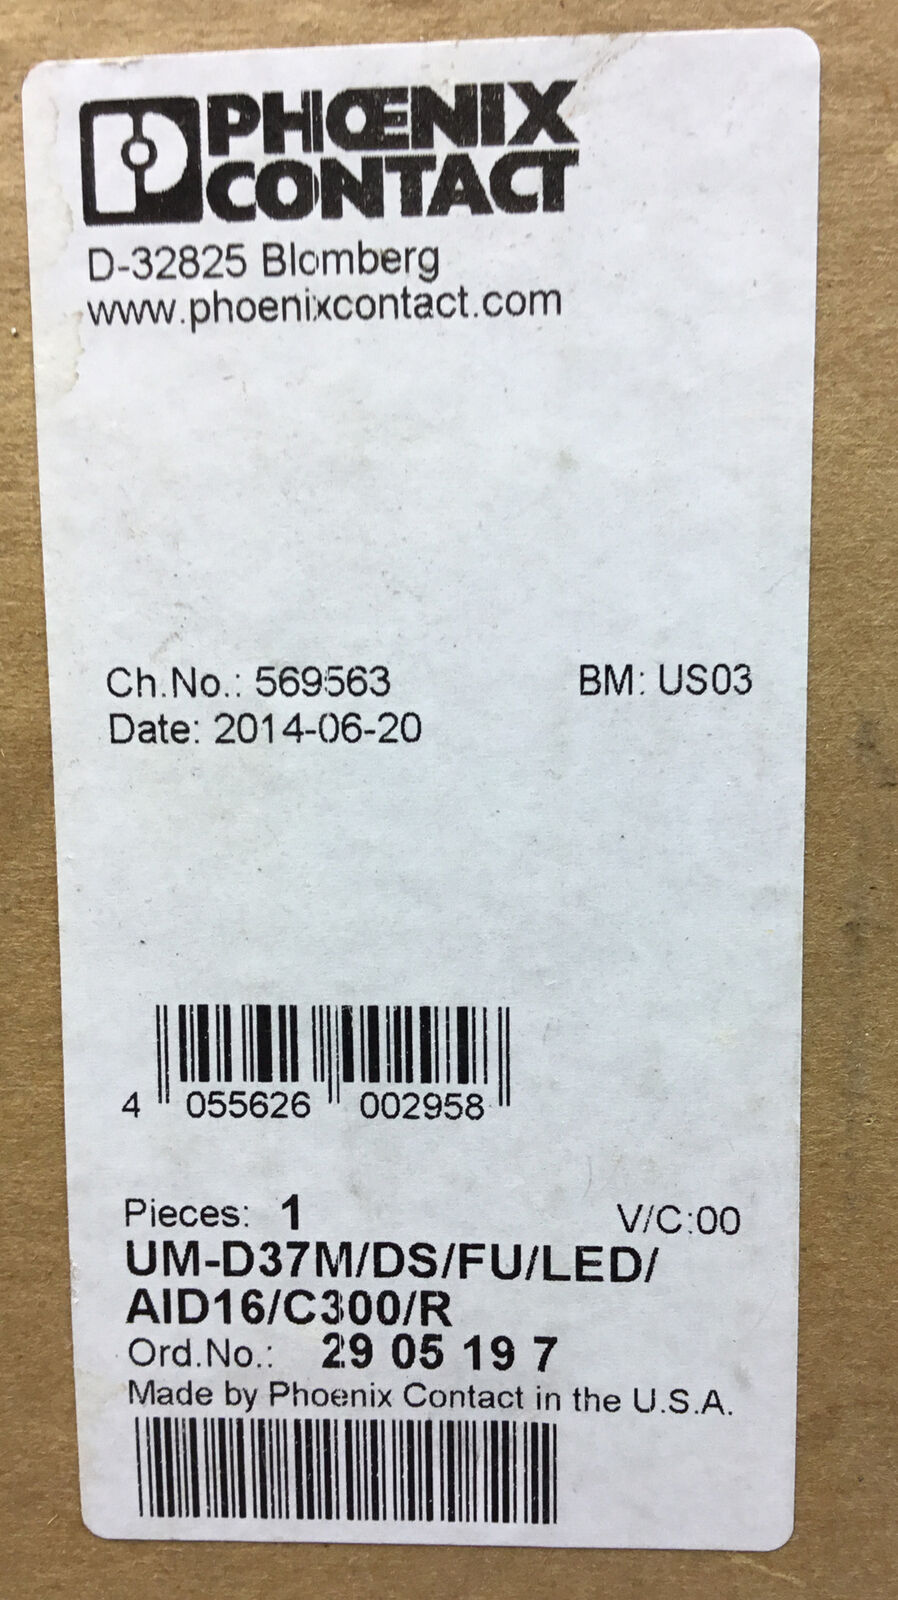 PHŒNIX
CONTACT
D-32825 Blomberg
www.phoenixcontact.com
Ch.No.: 569563 BM: US03
Date: 2014-06-20
4 055626 002958
Pieces: 1 V/C:00
UM-D37M/DS/FU/LED/
AID16/C300/R
Ord.No.: 29 05 19 7
Made by Phoenix Contact in the U.S.A.